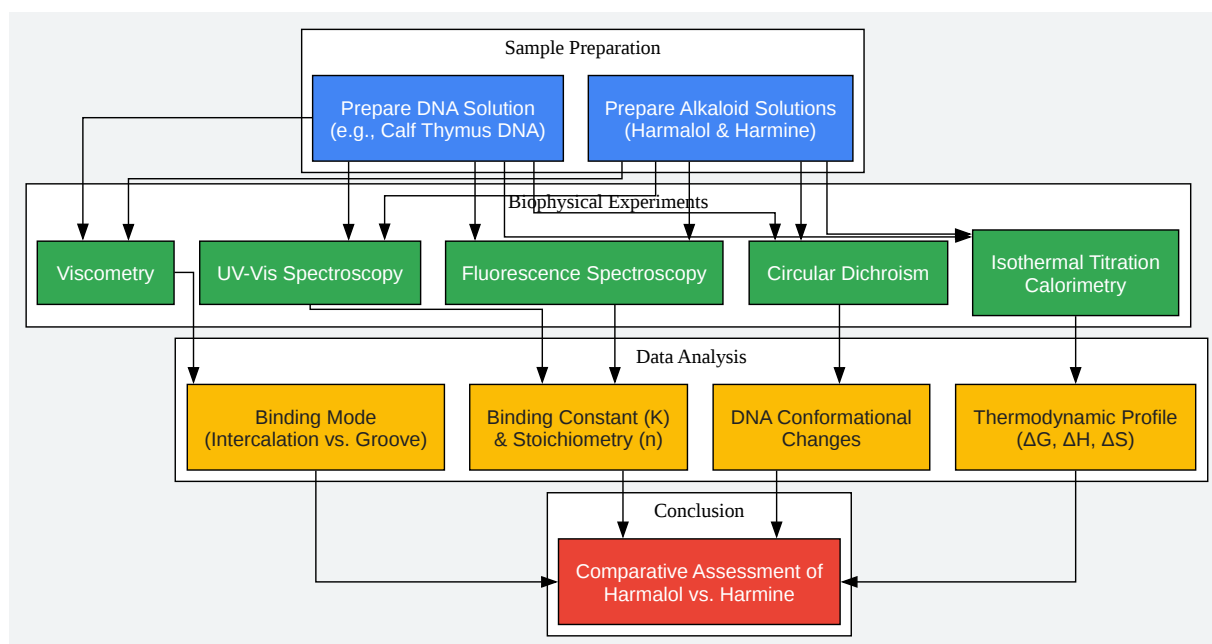 Sample Preparation
Prepare DNA Solution
(e.g., Calf Thymus DNA)
Prepare Alkaloid Solutions
(Harmalol & Harmine)
Biophysical Experiments
Viscometry
UV-Vis Spectroscopy
Fluorescence Spectroscopy
Circular Dichroism
Isothermal Titration
Calorimetry
Data Analysis
Binding Mode
(Intercalation vs. Groove)
Binding Constant (K)
& Stoichiometry (n)
DNA Conformational
Changes
Thermodynamic Profile
(ΔG, ΔH, ΔS)
Conclusion
Comparative Assessment of
Harmalol vs. Harmine